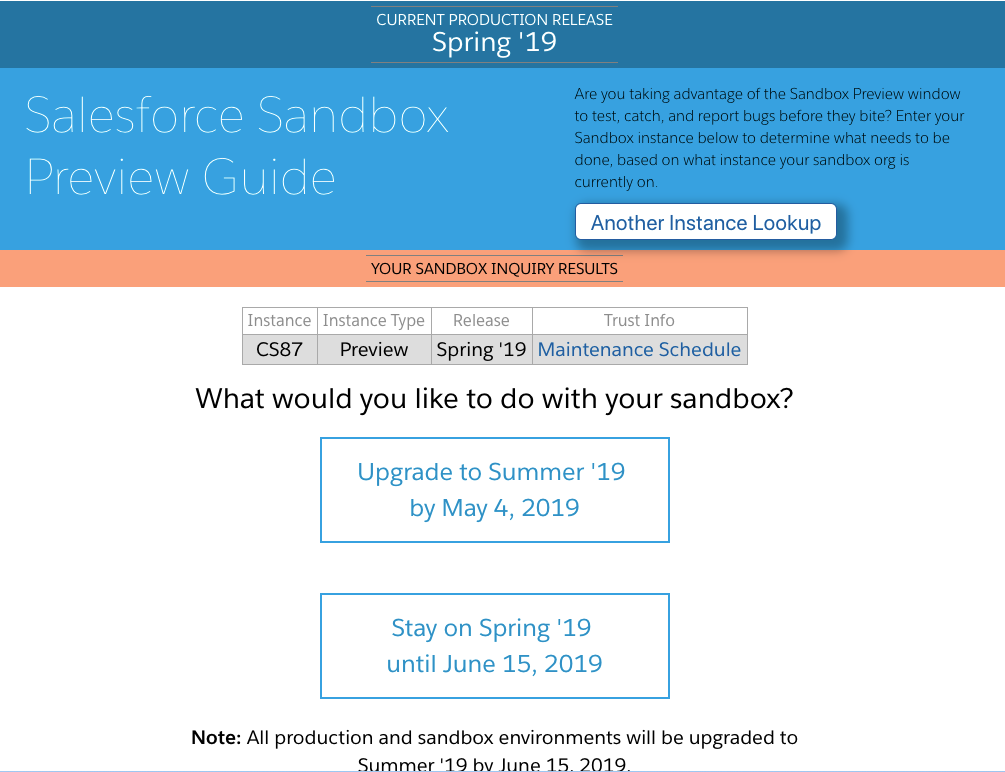 CURRENT PRODUCTION RELEASE
Spring '19
Salesforce Sandbox
Preview Guide
Are you taking advantage of the Sandbox Preview window
to test, catch, and report bugs before they bite? Enter your
Sandbox instance below to determine what needs to be
done, based on what instance your sandbox org is
currently on.
Another Instance Lookup
YOUR SANDBOX INQUIRY RESULTS
Instance Instance Type Release Trust Info
CS87 Preview Spring '19 Maintenance Schedule
What would you like to do with your sandbox?
Upgrade to Summer '19
by May 4, 2019
Stay on Spring '19
until June 15, 2019
Note: All production and sandbox environments will be upgraded to
Summer '19 by June 15, 2019.